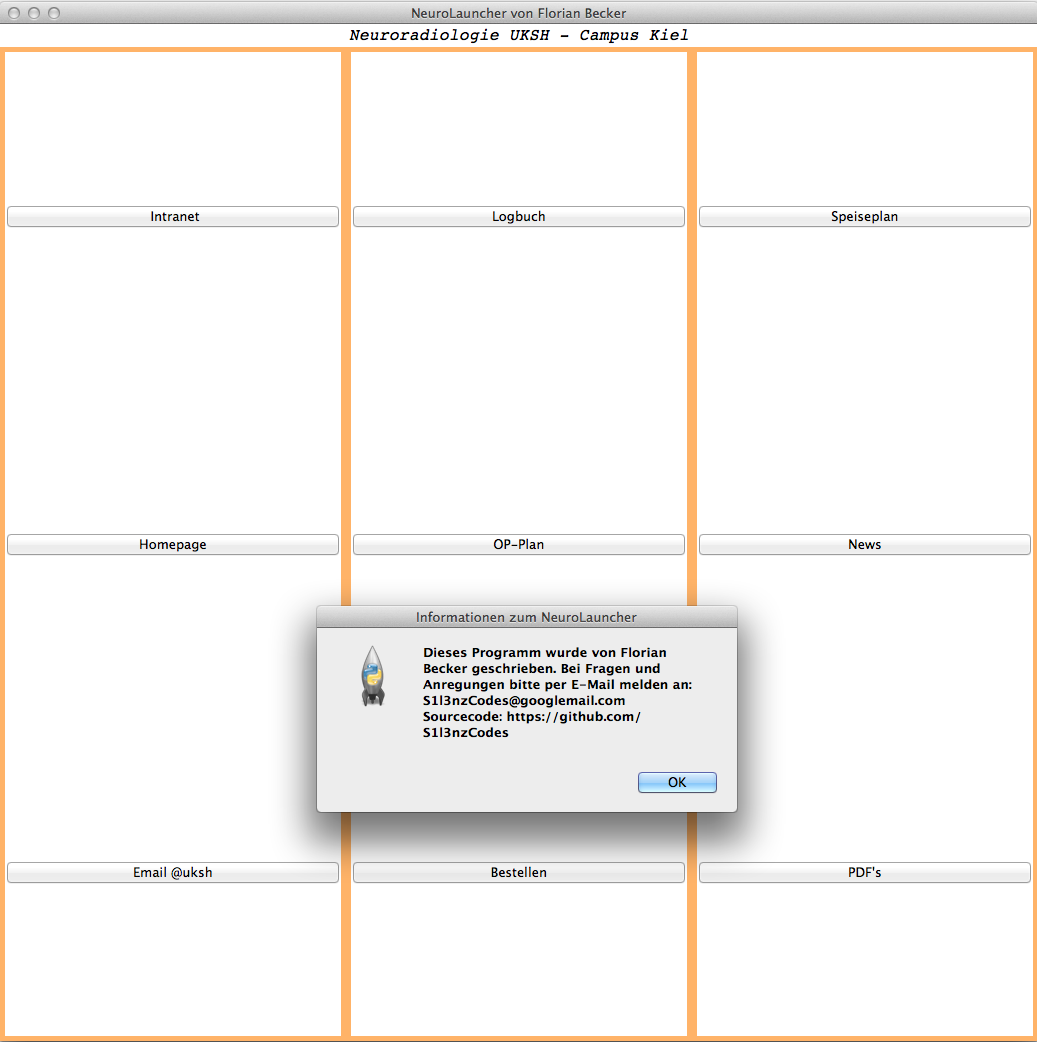 NeuroLauncher von Florian Becker
Neuroradiologie UKSH - Campus Kiel
Intranet
Logbuch
Speiseplan
Homepage
OP-Plan
News
Informationen zum NeuroLauncher
Dieses Programm wurde von Florian
Becker geschrieben. Bei Fragen und
Anregungen bitte per E-Mail melden an:
S1l3nzCodes@googlemail.com
Sourcecode: https://github.com/
S1l3nzCodes
OK
Email @uksh
Bestellen
PDF's